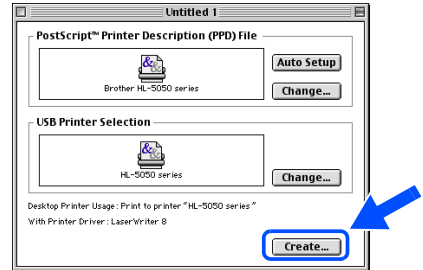 Untitled 1
PostScript™ Printer Description (PPD) File
Auto Setup
Brother HL-5050 series
Change...
USB Printer Selection
HL-5050 series
Change...
Desktop Printer Usage: Print to printer "HL-5050 series "
With Printer Driver: LaserWriter 8
Create...